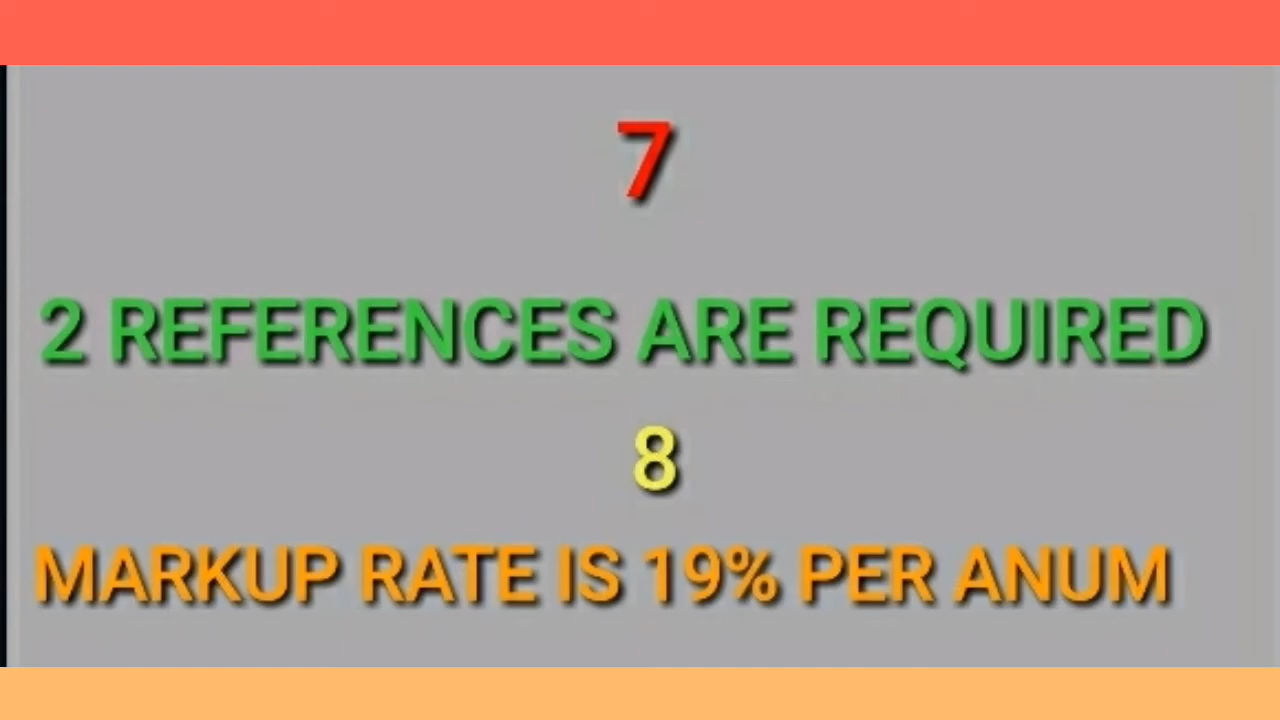 7
2 REFERENCES ARE REQUIRED
8
MARKUP RATE IS 19% PER ANUM